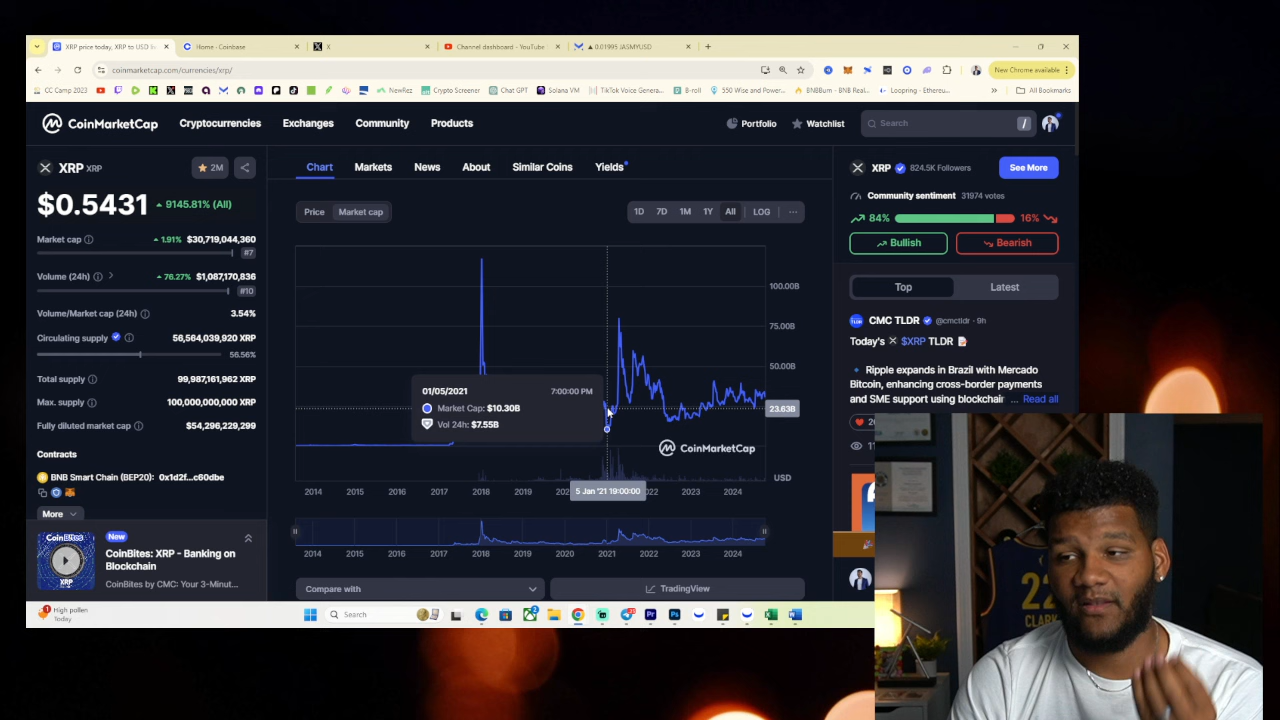 XRP price today, XRP to USD li
Home - Coinbase
X
Channel dashboard - YouTube
▲ 0.01995 JASMYUSD
coinmarketcap.com/currencies/xrp/
New Chrome available
CC Camp 2023
NewRez
Crypto Screener
Chat GPT
Solana VM
TikTok Voice Genera...
B-roll
550 Wise and Power...
BNBBurn - BNB Real...
Loopring - Ethereu...
All Bookmarks
CoinMarketCap
Cryptocurrencies
Exchanges
Community
Products
Portfolio
Watchlist
Search
/
XRP XRP
2M
$0.5431
9145.81% (All)
Market cap
1.91% $30,719,044,360
#7
Volume (24h)
76.27% $1,087,170,836
#10
Volume/Market cap (24h)
3.54%
Circulating supply
56,564,039,920 XRP
56.56%
Total supply
99,987,161,962 XRP
Max. supply
100,000,000,000 XRP
Fully diluted market cap
$54,296,229,299
Contracts
BNB Smart Chain (BEP20): 0x1d2f...c60dbe
More
CoinBites
XRP
New
CoinBites: XRP - Banking on
Blockchain
CoinBites by CMC: Your 3-Minut...
Chart
Markets
News
About
Similar Coins
Yields
Price
Market cap
1D
7D
1M
1Y
All
LOG
100.00B
75.00B
50.00B
23.63B
USD
01/05/2021
7:00:00 PM
Market Cap: $10.30B
Vol 24h: $7.55B
CoinMarketCap
2014
2015
2016
2017
2018
2019
2020
5 Jan '21 19:00:00
2022
2023
2024
2014
2015
2016
2017
2018
2019
2020
2021
2022
2023
2024
Compare with
TradingView
XRP
824.5K Followers
See More
Community sentiment
31974 votes
84%
16%
Bullish
Bearish
Top
Latest
CMC TLDR
@cmctldr · 9h
Today's
$XRP TLDR
Ripple expands in Brazil with Mercado
Bitcoin, enhancing cross-border payments
and SME support using blockchain
... Read all
High pollen
Today
Search
22
CLARK